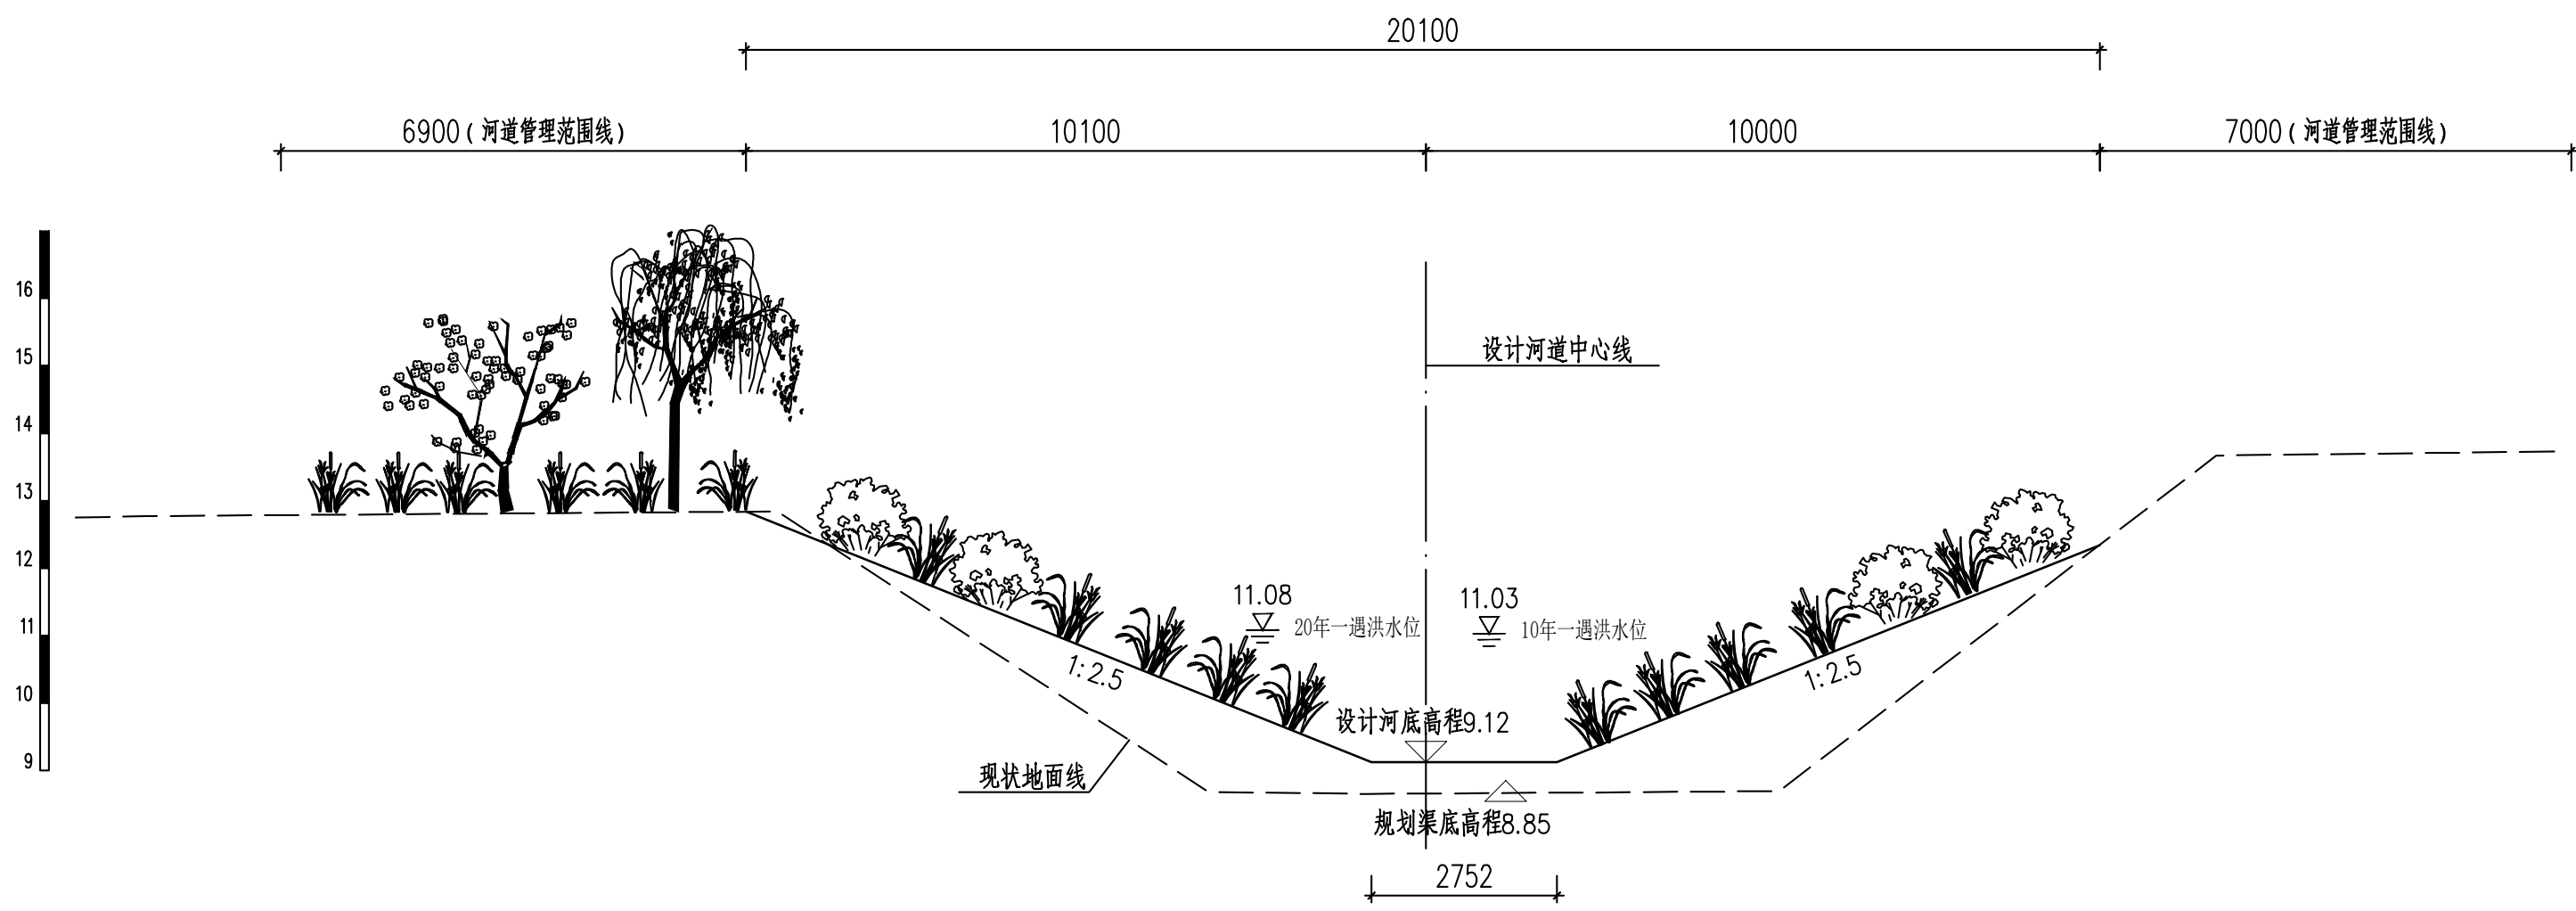 20100
6900（河道管理范围线）
10100
10000
7000（河道管理范围线）
16
15
14
13
12
11
10
9
设计河道中心线
11.08
20年一遇洪水位
11.03
10年一遇洪水位
1:2.5
1:2.5
设计河底高程9.12
现状地面线
规划渠底高程8.85
2752